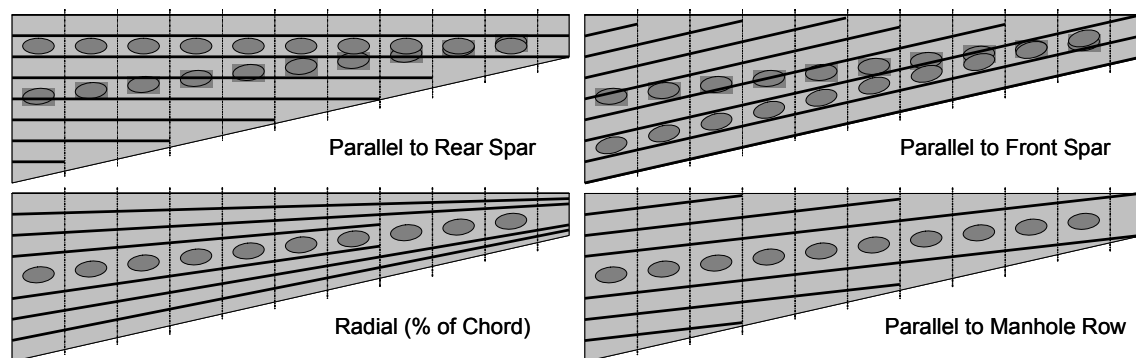 Parallel to Rear Spar
Parallel to Front Spar
Radial (% of Chord)
Parallel to Manhole Row